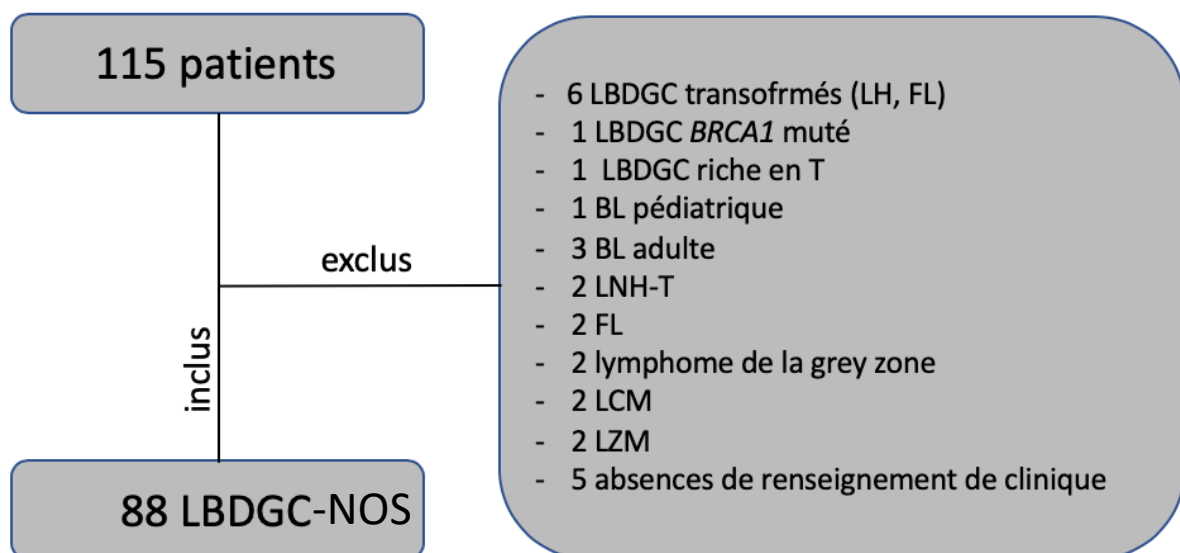 115 patients
- 6 LBDGC transofrmés (LH, FL)
- 1 LBDGC BRCA1 muté
- 1 LBDGC riche en T
- 1 BL pédiatrique
- 3 BL adulte
- 2 LNH-T
- 2 FL
- 2 lymphome de la grey zone
- 2 LCM
- 2 LZM
- 5 absences de renseignement de clinique
exclus
inclus
88 LBDGC-NOS